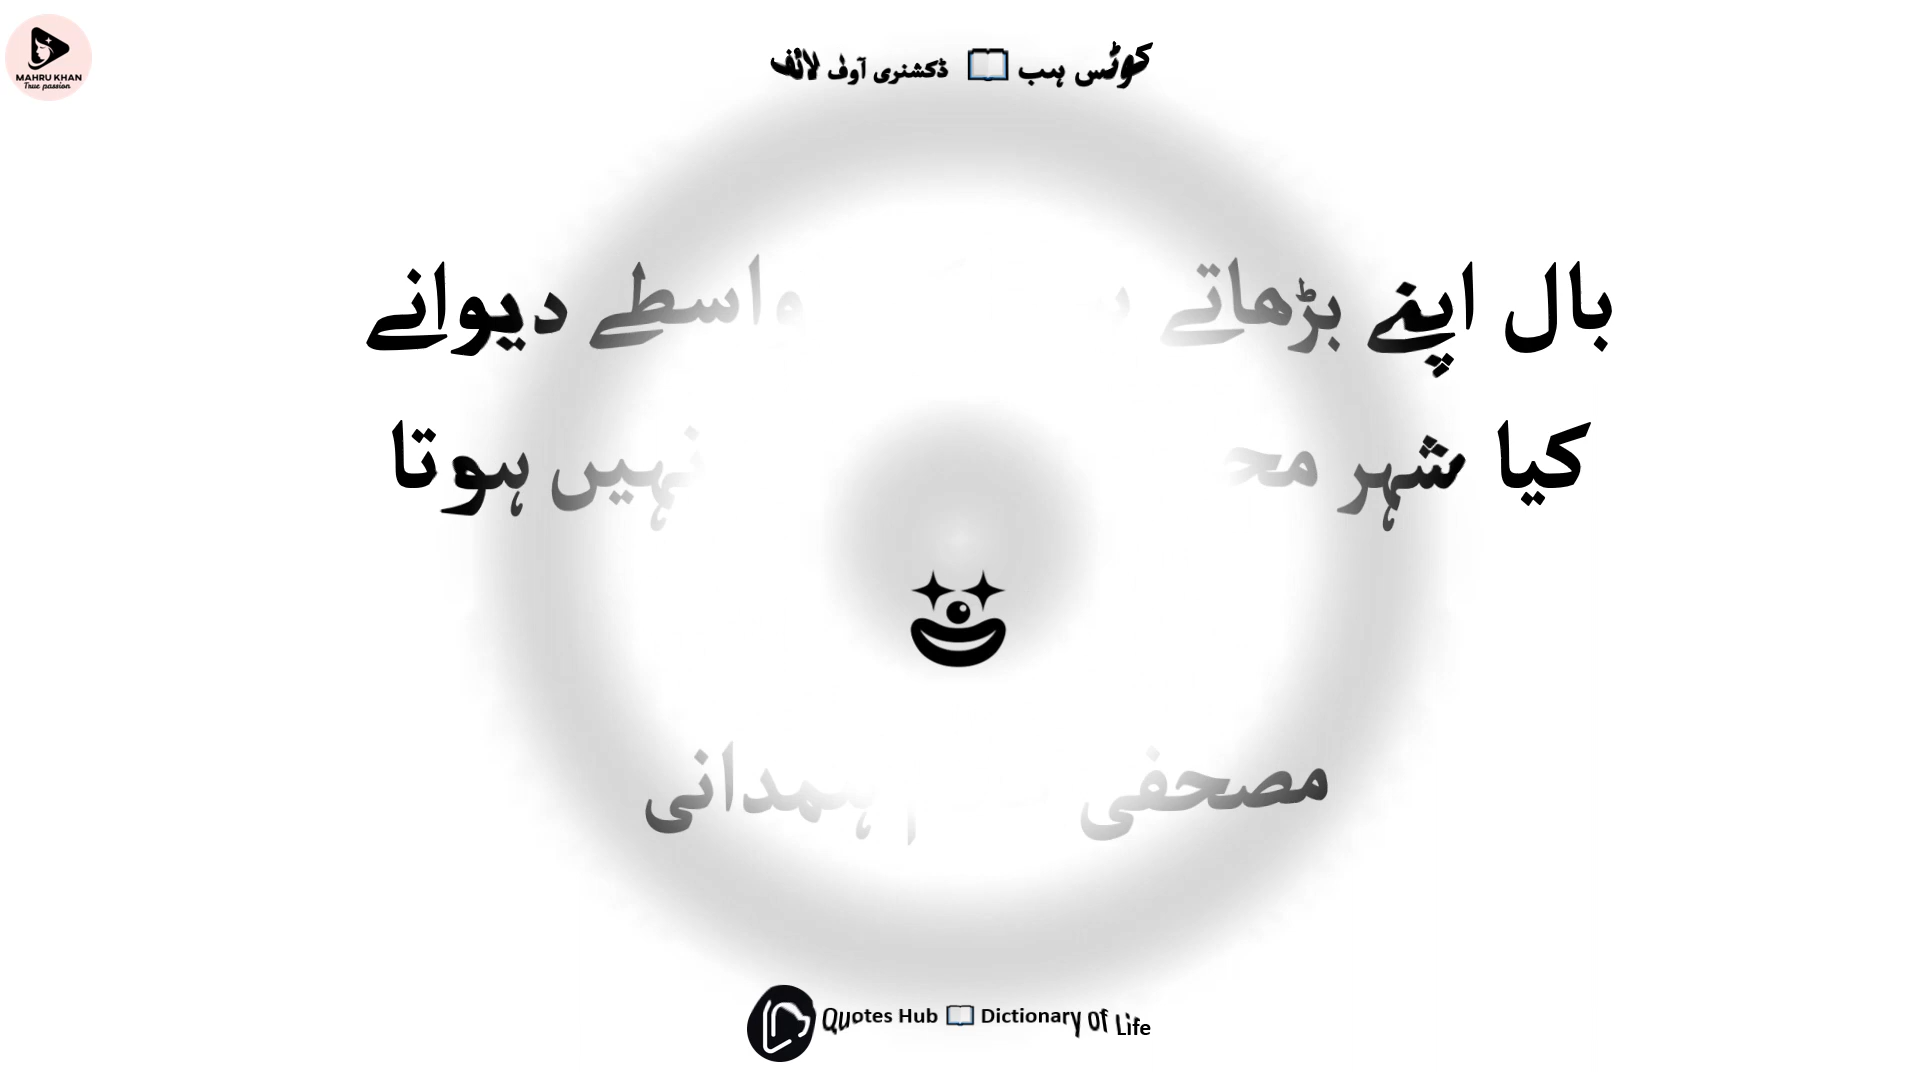 MAHRU KHAN
True passion
کوٹس ہب 📖 ڈکشنری آوف لائف
بال اپنے بڑھاتے واسطے دیوانے
کیا شہر نہیں ہوتا
مصحفی ہمدانی
Quotes Hub 📖 Dictionary Of Life